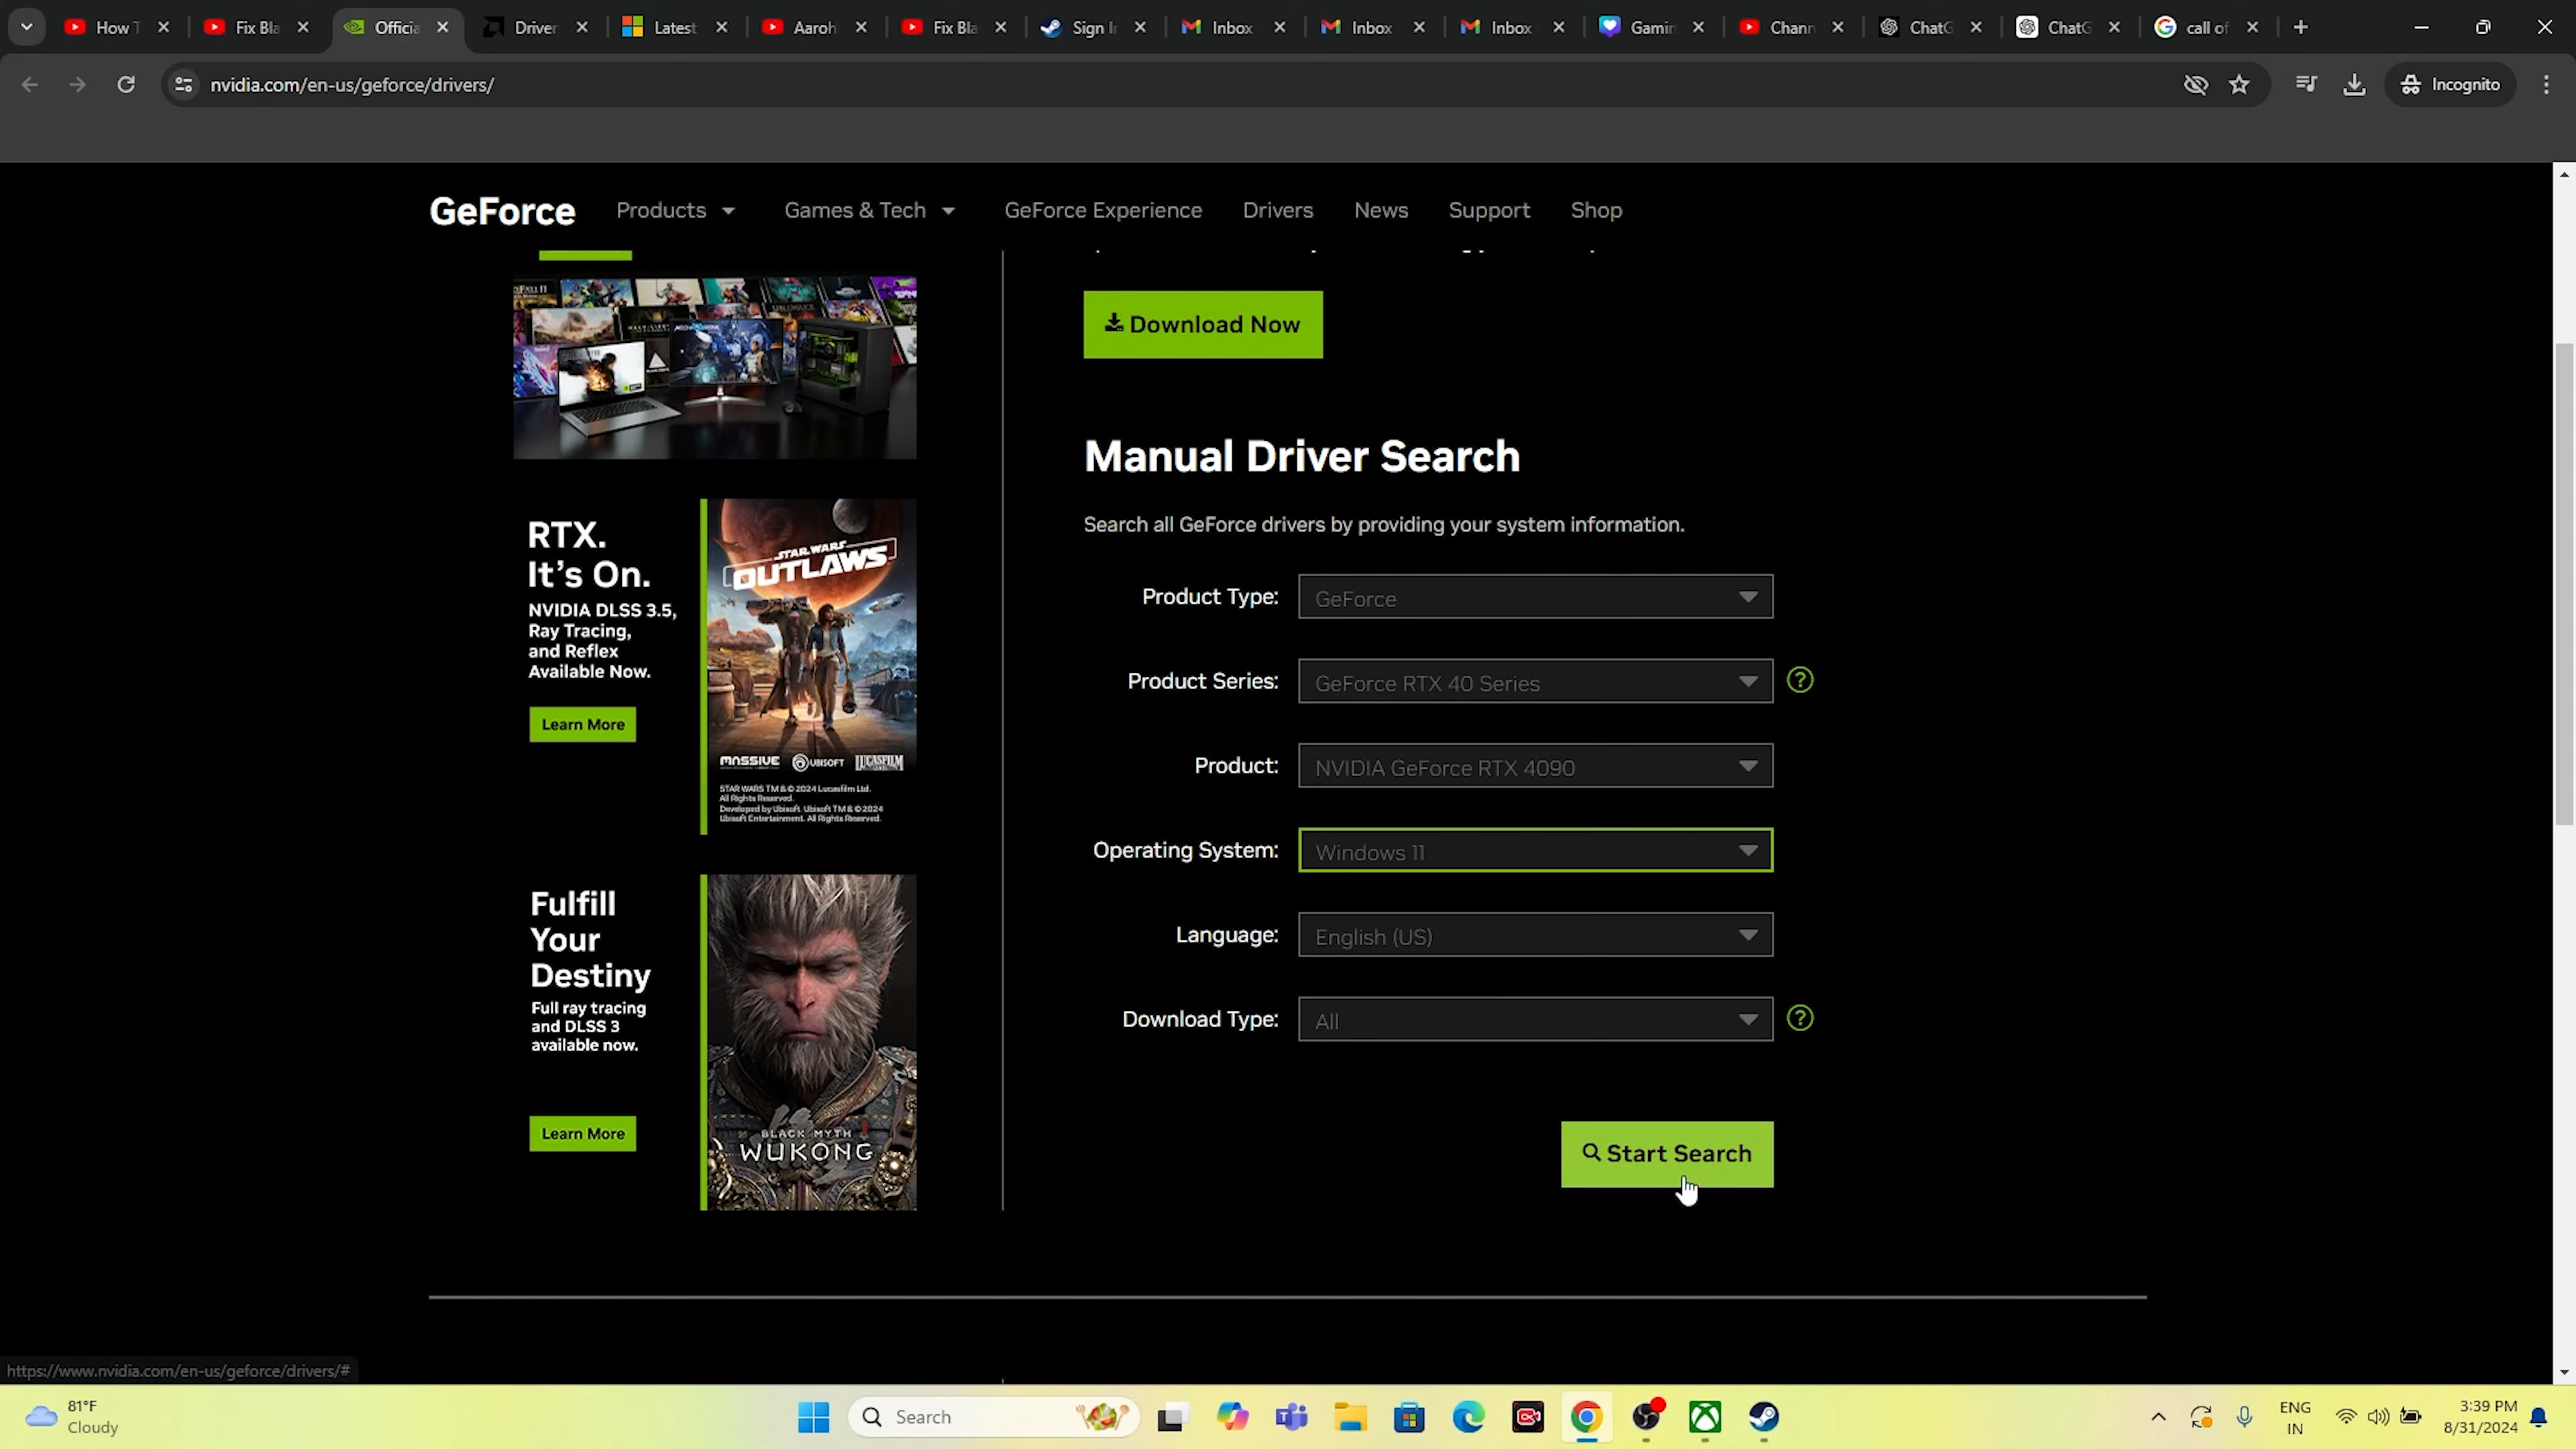 How T
Fix Bla
Officia
Driver
Latest
Aaroh
Fix Bla
Sign I
Inbox
Inbox
Inbox
Gamin
Chann
ChatG
ChatG
call of
nvidia.com/en-us/geforce/drivers/
Incognito
GeForce
Products
Games & Tech
GeForce Experience
Drivers
News
Support
Shop
Download Now
Manual Driver Search
Search all GeForce drivers by providing your system information.
Product Type: GeForce
Product Series: GeForce RTX 40 Series
Product: NVIDIA GeForce RTX 4090
Operating System: Windows 11
Language: English (US)
Download Type: All
Start Search
RTX.
It's On.
NVIDIA DLSS 3.5,
Ray Tracing,
and Reflex
Available Now.
Learn More
STAR WARS
OUTLAWS
MASSIVE
UBISOFT
LUCASFILM
GAMES
STAR WARS TM & © 2024 Lucasfilm Ltd.
All Rights Reserved.
Developed by Ubisoft. Ubisoft TM & © 2024
Ubisoft Entertainment. All Rights Reserved.
Fulfill
Your
Destiny
Full ray tracing
and DLSS 3
available now.
Learn More
BLACK MYTH
WUKONG
https://www.nvidia.com/en-us/geforce/drivers/#
81°F
Cloudy
Search
ENG
IN
3:39 PM
8/31/2024